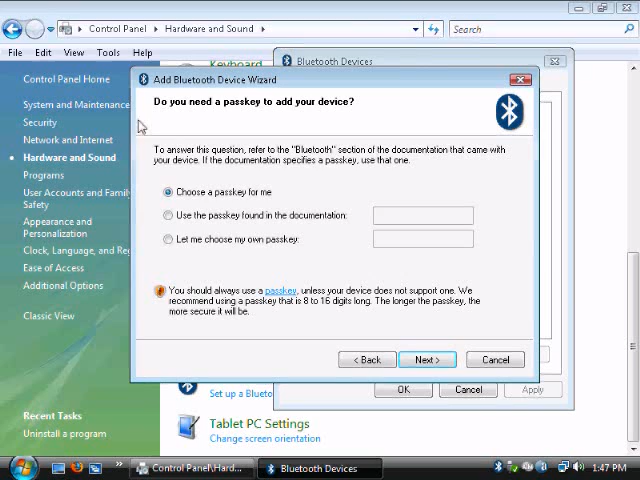 Control Panel
Hardware and Sound
Search
File
Edit
View
Tools
Help
Control Panel Home
System and Maintenance
Security
Network and Internet
Hardware and Sound
Programs
User Accounts and Family
Safety
Appearance and
Personalization
Clock, Language, and Reg
Ease of Access
Additional Options
Classic View
Recent Tasks
Uninstall a program
Keyboard
Bluetooth Devices
Add Bluetooth Device Wizard
Do you need a passkey to add your device?
To answer this question, refer to the "Bluetooth" section of the documentation that came with
your device. If the documentation specifies a passkey, use that one.
Choose a passkey for me
Use the passkey found in the documentation:
Let me choose my own passkey:
You should always use a passkey, unless your device does not support one. We
recommend using a passkey that is 8 to 16 digits long. The longer the passkey, the
more secure it will be.
< Back
Next >
Cancel
OK
Cancel
Apply
Set up a Blueto
Tablet PC Settings
Change screen orientation
Control Panel\Hard...
Bluetooth Devices
1:47 PM